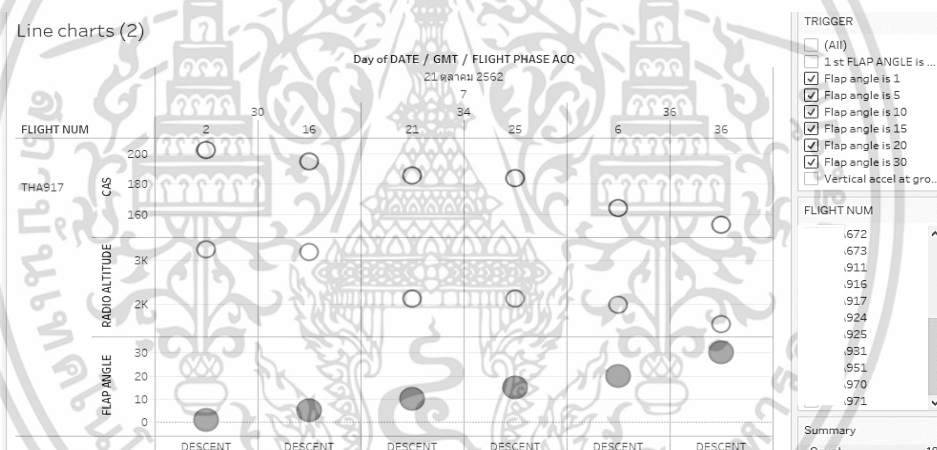 Line charts (2)
Day of DATE / GMT / FLIGHT PHASE ACQ
21 ตุลาคม 2562
7
30 34 36
FLIGHT NUM 2 16 21 25 6 36
THA917
CAS
200
180
160
RADIO ALTITUDE
3K
2K
FLAP ANGLE
30
20
10
0
DESCENT DESCENT DESCENT DESCENT DESCENT DESCENT
TRIGGER
(All)
1 st FLAP ANGLE is ...
Flap angle is 1
Flap angle is 5
Flap angle is 10
Flap angle is 15
Flap angle is 20
Flap angle is 30
Vertical accel at gro...
FLIGHT NUM
672
673
911
916
917
924
925
931
951
970
971
Summary